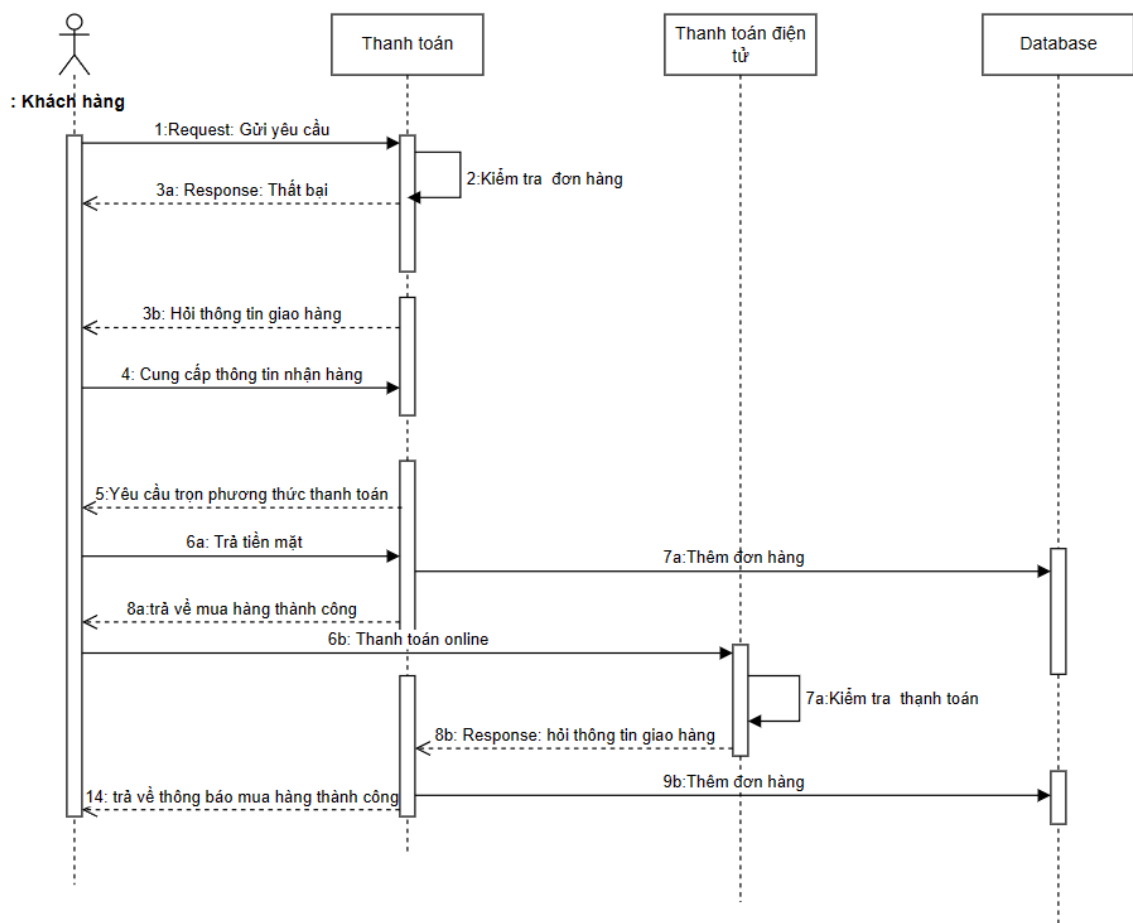 Thanh toán
Thanh toán điện
tử
Database
: Khách hàng
1:Request: Gửi yêu cầu
2:Kiểm tra đơn hàng
3a: Response: Thất bại
3b: Hỏi thông tin giao hàng
4: Cung cấp thông tin nhận hàng
5:Yêu cầu trọn phương thức thanh toán
6a: Trả tiền mặt
7a:Thêm đơn hàng
8a:trả về mua hàng thành công
6b: Thanh toán online
7a:Kiểm tra thạnh toán
8b: Response: hỏi thông tin giao hàng
9b:Thêm đơn hàng
14: trả về thông báo mua hàng thành công